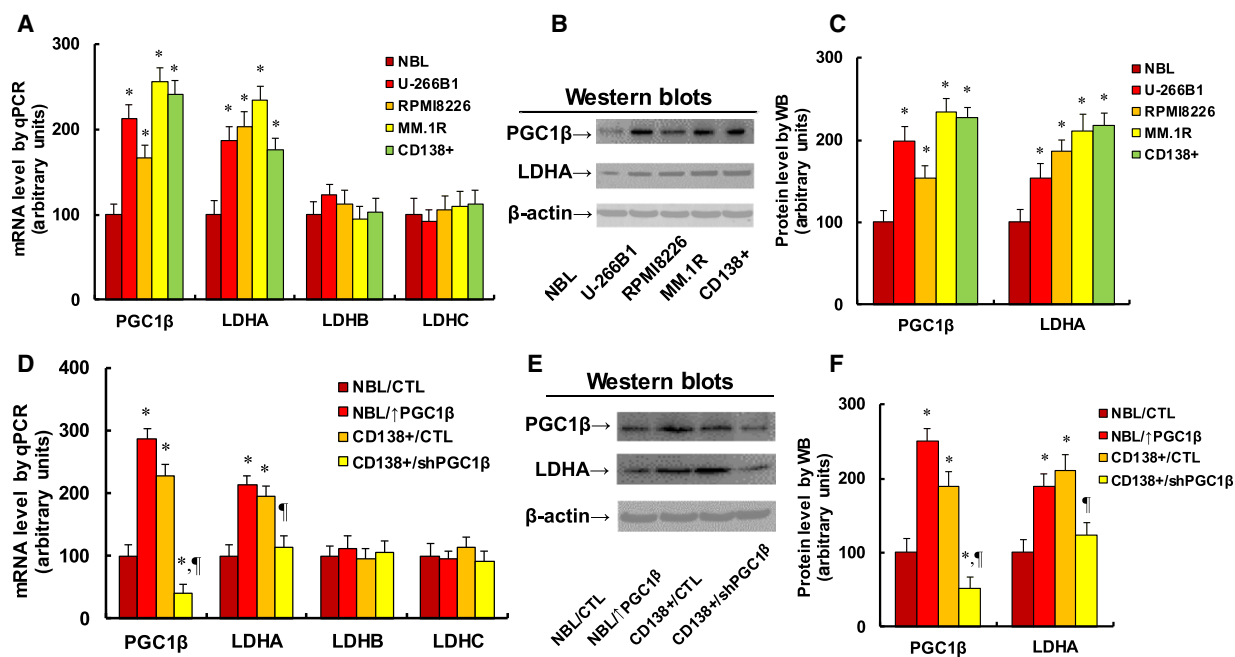 A
mRNA level by qPCR
(arbitrary units)
300
200
100
0
* * * * * * * *
NBL
U-266B1
RPMI8226
MM.1R
CD138+
PGC1β LDHA LDHB LDHC
B
Western blots
PGC1β→
LDHA→
β-actin→
NBL U-266B1 RPMI8226 MM.1R CD138+
C
Protein level by WB
(arbitrary units)
300
200
100
0
* * * * * * * *
NBL
U-266B1
RPMI8226
MM.1R
CD138+
PGC1β LDHA
D
mRNA level by qPCR
(arbitrary units)
400
300
200
100
0
* * *,¶ * * ¶
NBL/CTL
NBL/↑PGC1β
CD138+/CTL
CD138+/shPGC1β
PGC1β LDHA LDHB LDHC
E
Western blots
PGC1β→
LDHA→
β-actin→
NBL/CTL NBL/↑PGC1β CD138+/CTL CD138+/shPGC1β
F
Protein level by WB
(arbitrary units)
300
200
100
0
* * *,¶ * * ¶
NBL/CTL
NBL/↑PGC1β
CD138+/CTL
CD138+/shPGC1β
PGC1β LDHA